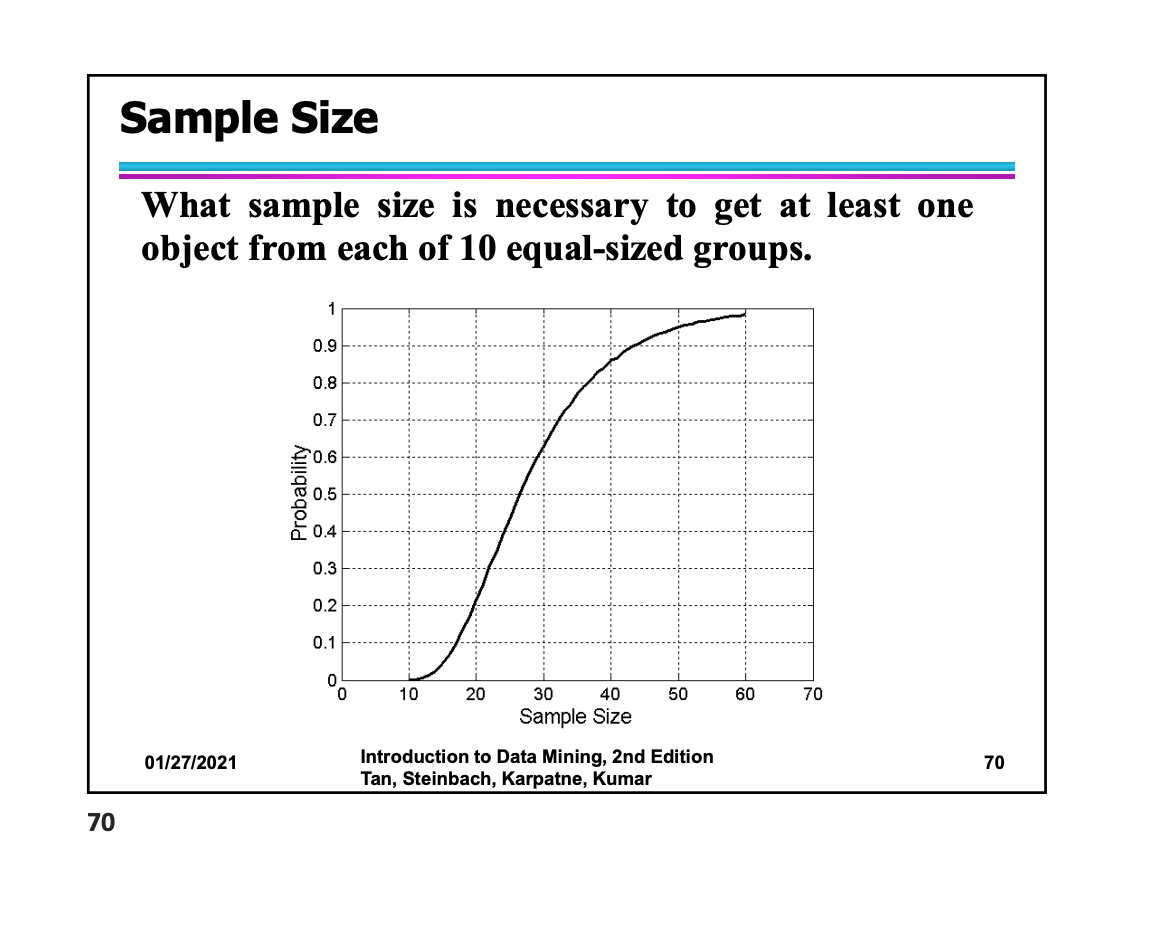 Sample Size
What sample size is necessary to get at least one
object from each of 10 equal-sized groups.
1
0.9
0.8
0.7
0.6
0.5
0.4
0.3
0.2
0.1
0
Probability
0 10 20 30 40 50 60 70
Sample Size
01/27/2021
Introduction to Data Mining, 2nd Edition
Tan, Steinbach, Karpatne, Kumar
70
70